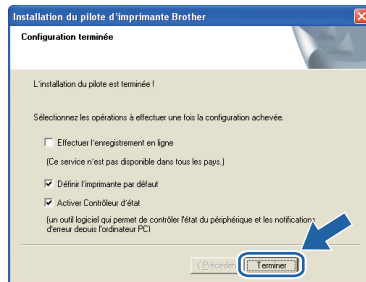 Installation du pilote d'imprimante Brother
Configuration terminée
L'installation du pilote est terminée !
Sélectionnez les opérations à effectuer une fois la configuration achevée.
Effectuer l'enregistrement en ligne
(Ce service n'est pas disponible dans tous les pays.)
Définir l'imprimante par défaut
Activer Contrôleur d'état
(un outil logiciel qui permet de contrôler l'état du périphérique et les notifications
d'erreur depuis l'ordinateur PC)
< Précédent Terminer